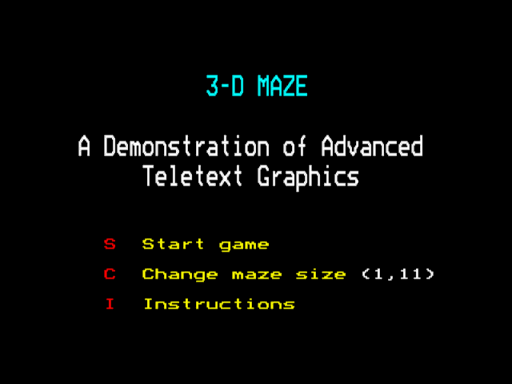 3-D MAZE
A Demonstration of Advanced
Teletext Graphics
S Start game
C Change maze size (1,11)
I Instructions